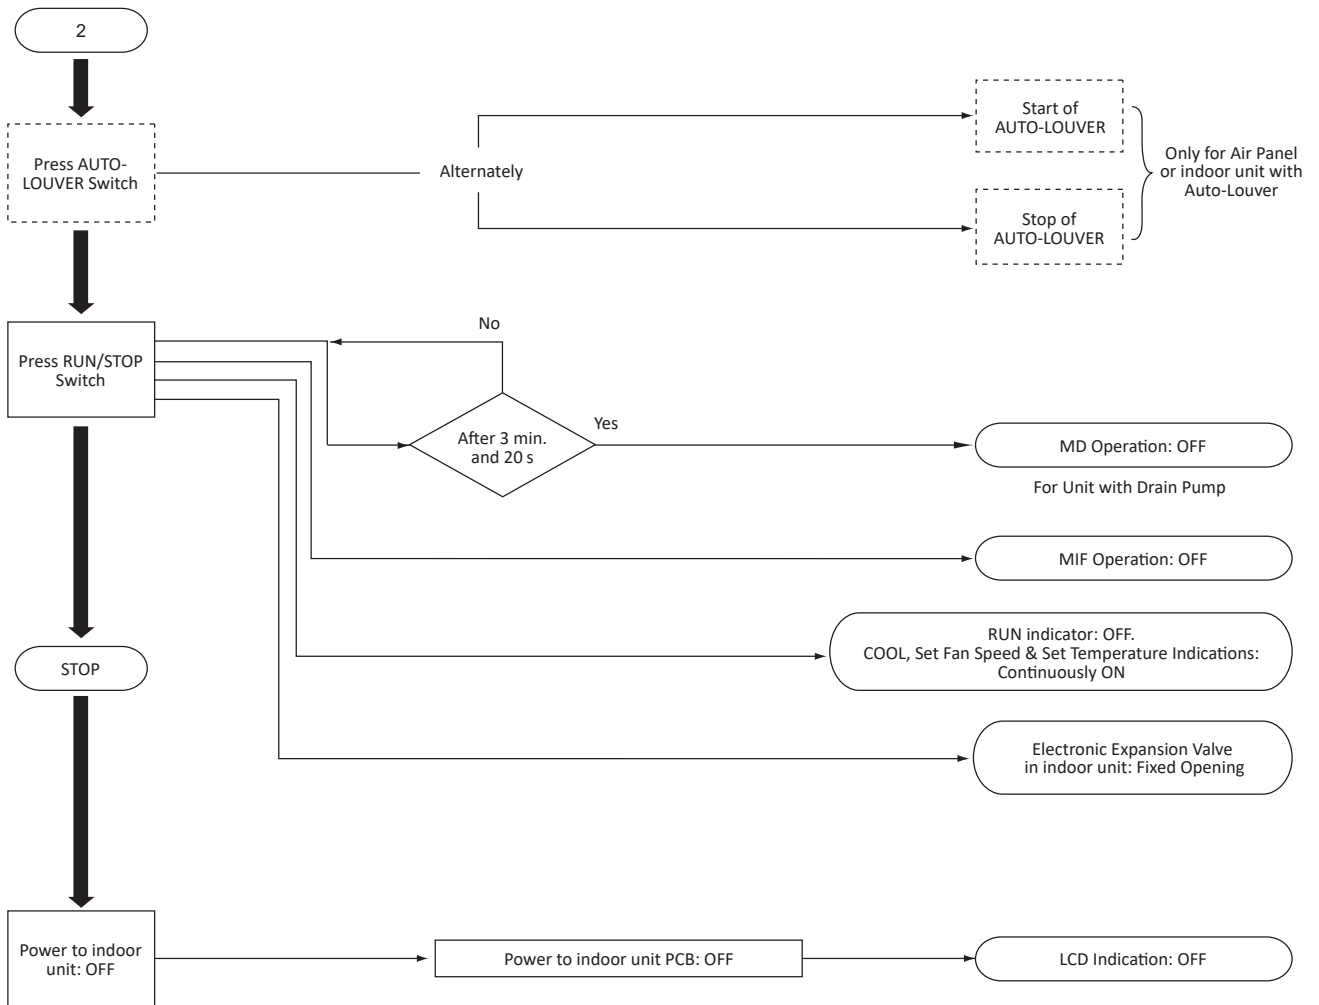 2
Press AUTO-
LOUVER Switch
Alternately
Start of
AUTO-LOUVER
Stop of
AUTO-LOUVER
Only for Air Panel
or indoor unit with
Auto-Louver
Press RUN/STOP
Switch
No
After 3 min.
and 20 s
Yes
MD Operation: OFF
For Unit with Drain Pump
MIF Operation: OFF
RUN indicator: OFF.
COOL, Set Fan Speed & Set Temperature Indications:
Continuously ON
STOP
Electronic Expansion Valve
in indoor unit: Fixed Opening
Power to indoor
unit: OFF
Power to indoor unit PCB: OFF
LCD Indication: OFF